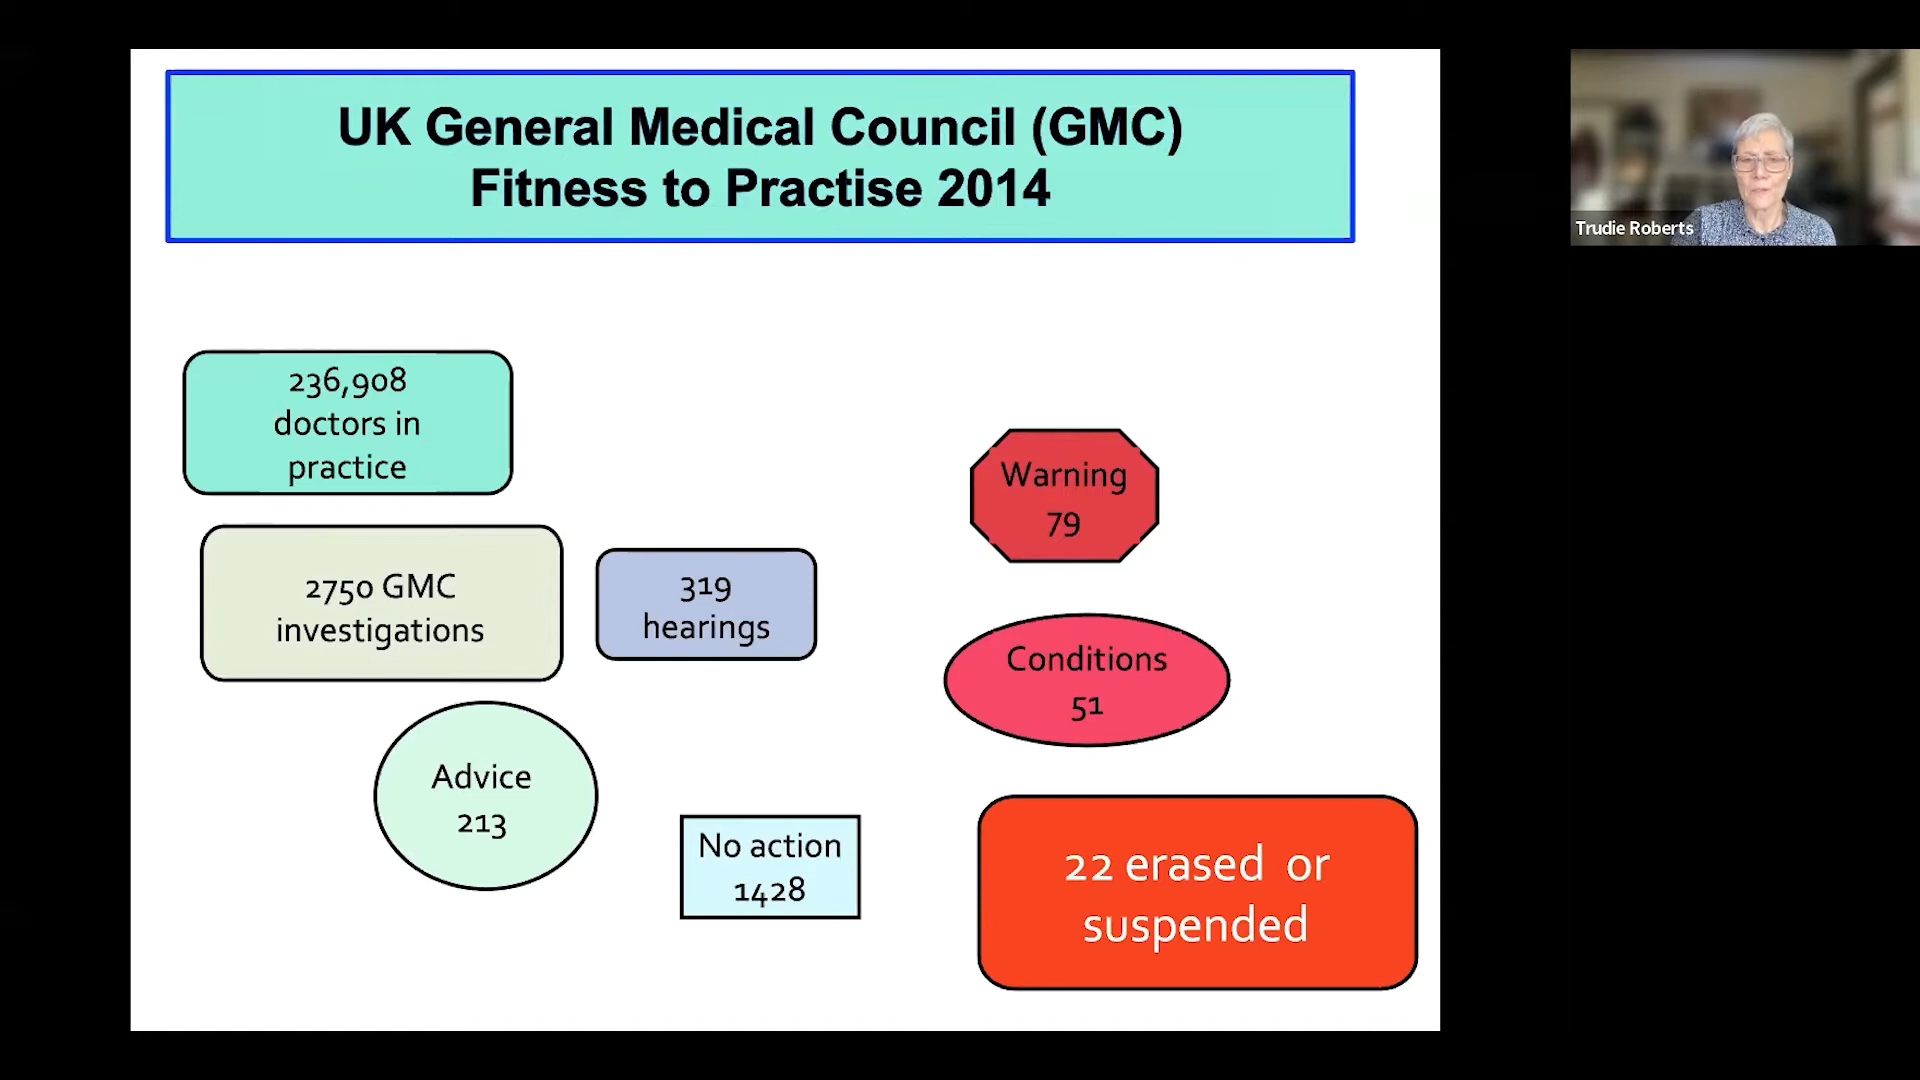 UK General Medical Council (GMC)
Fitness to Practise 2014
236,908
doctors in
practice
2750 GMC
investigations
319
hearings
Advice
213
No action
1428
Warning
79
Conditions
51
22 erased or
suspended
Trudie Roberts